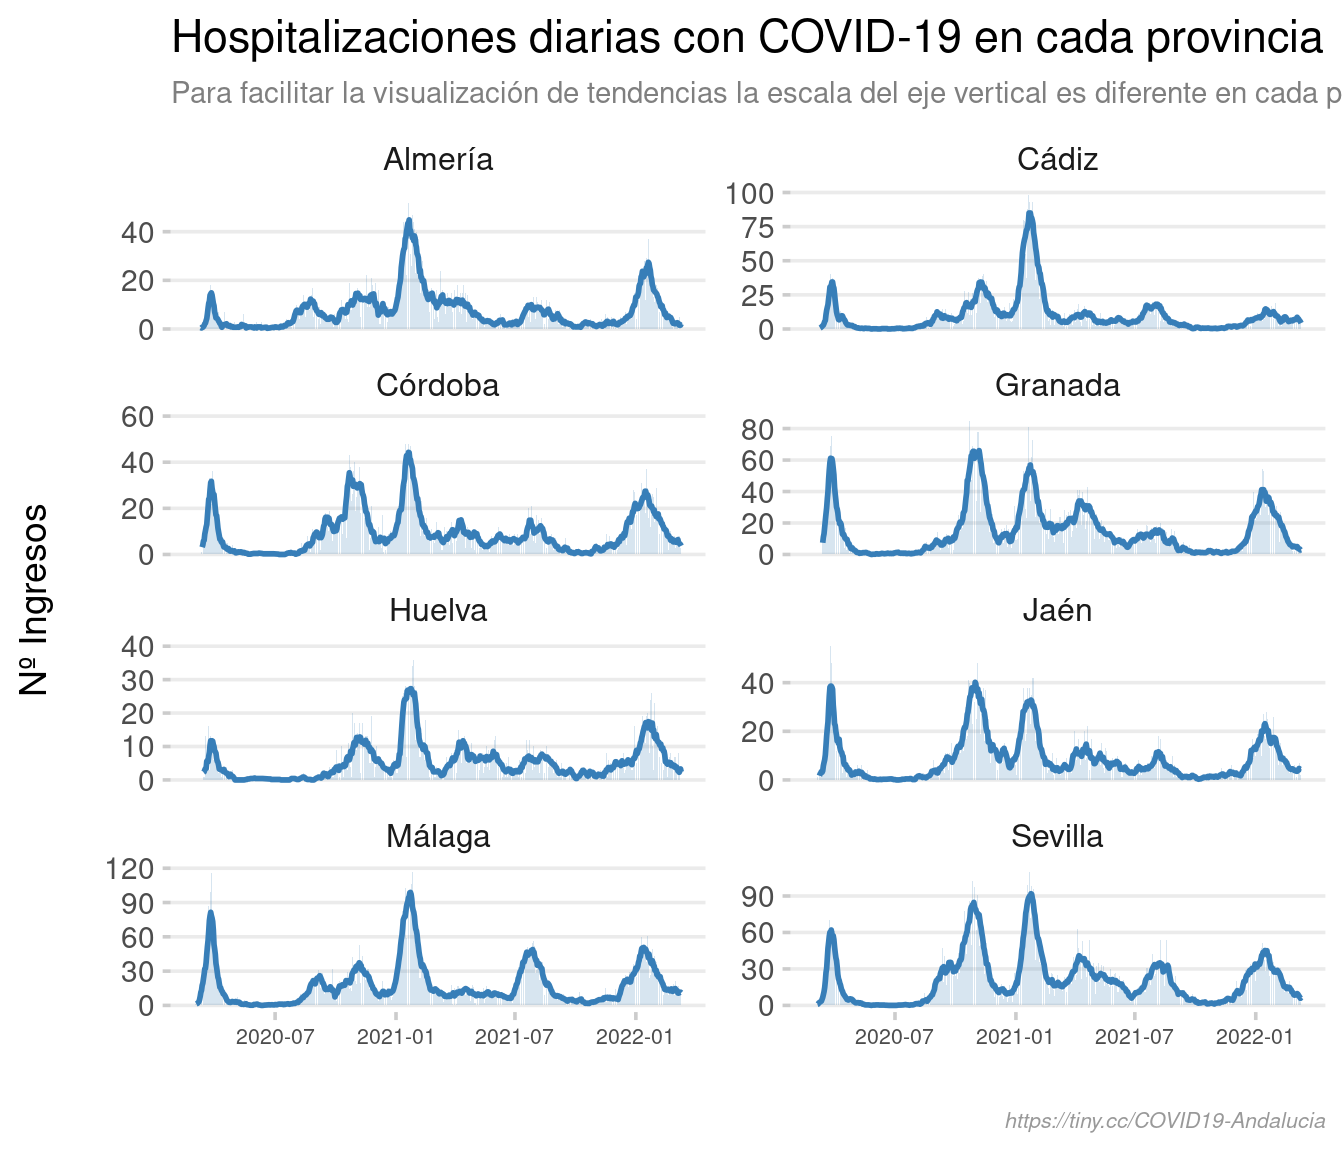 Hospitalizaciones diarias con COVID-19 en cada provincia
Para facilitar la visualización de tendencias la escala del eje vertical es diferente en cada p
Nº Ingresos
Almería
40
20
0
Cádiz
100
75
50
25
0
Córdoba
60
40
20
0
Granada
80
60
40
20
0
Huelva
40
30
20
10
0
Jaén
40
20
0
Málaga
120
90
60
30
0
2020-07 2021-01 2021-07 2022-01
Sevilla
90
60
30
0
2020-07 2021-01 2021-07 2022-01
https://tiny.cc/COVID19-Andalucia